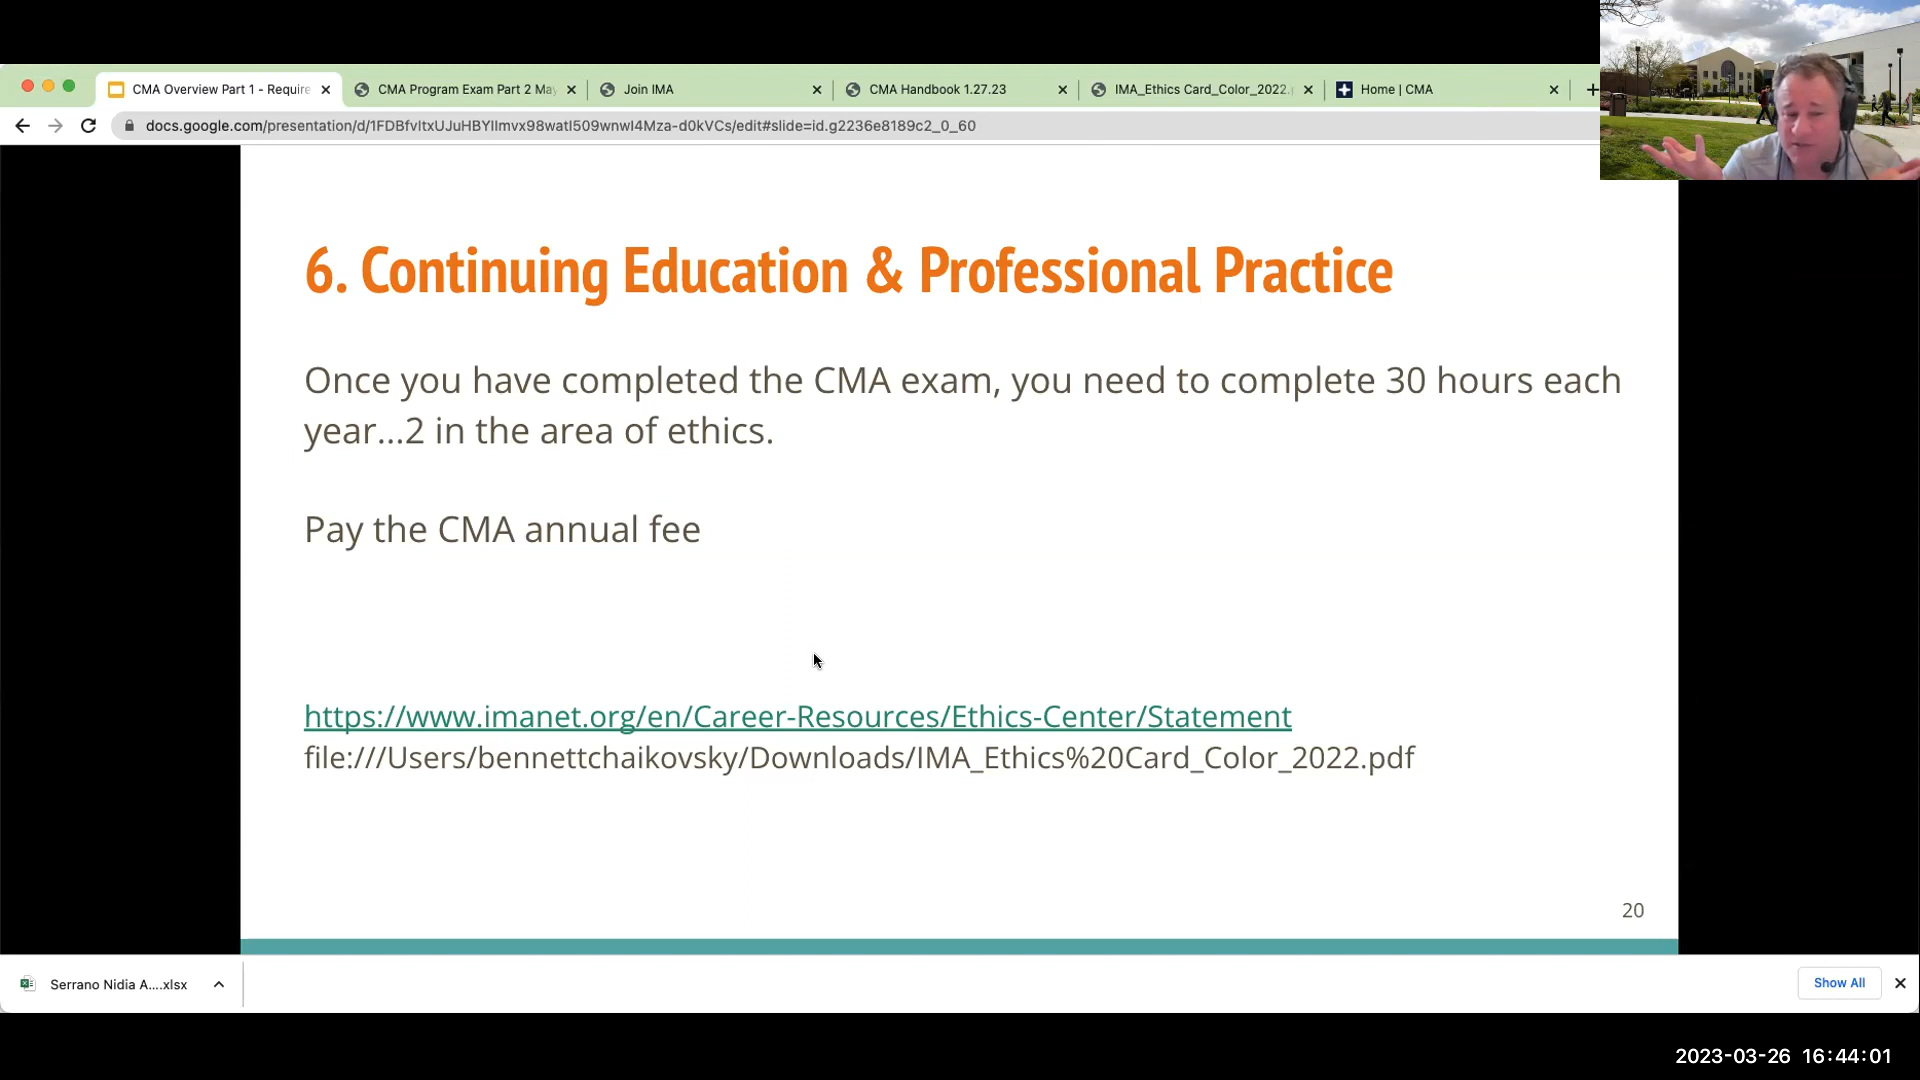 CMA Overview Part 1 - Require
CMA Program Exam Part 2 May
Join IMA
CMA Handbook 1.27.23
IMA_Ethics Card_Color_2022.
Home | CMA
docs.google.com/presentation/d/1FDBfvItxUJuHBYIlmvx98watI509wnwI4Mza-d0kVCs/edit#slide=id.g2236e8189c2_0_60
6. Continuing Education & Professional Practice
Once you have completed the CMA exam, you need to complete 30 hours each
year...2 in the area of ethics.
Pay the CMA annual fee
https://www.imanet.org/en/Career-Resources/Ethics-Center/Statement
file:///Users/bennettchaikovsky/Downloads/IMA_Ethics%20Card_Color_2022.pdf
20
Serrano Nidia A....xlsx
Show All
2023-03-26 16:44:01